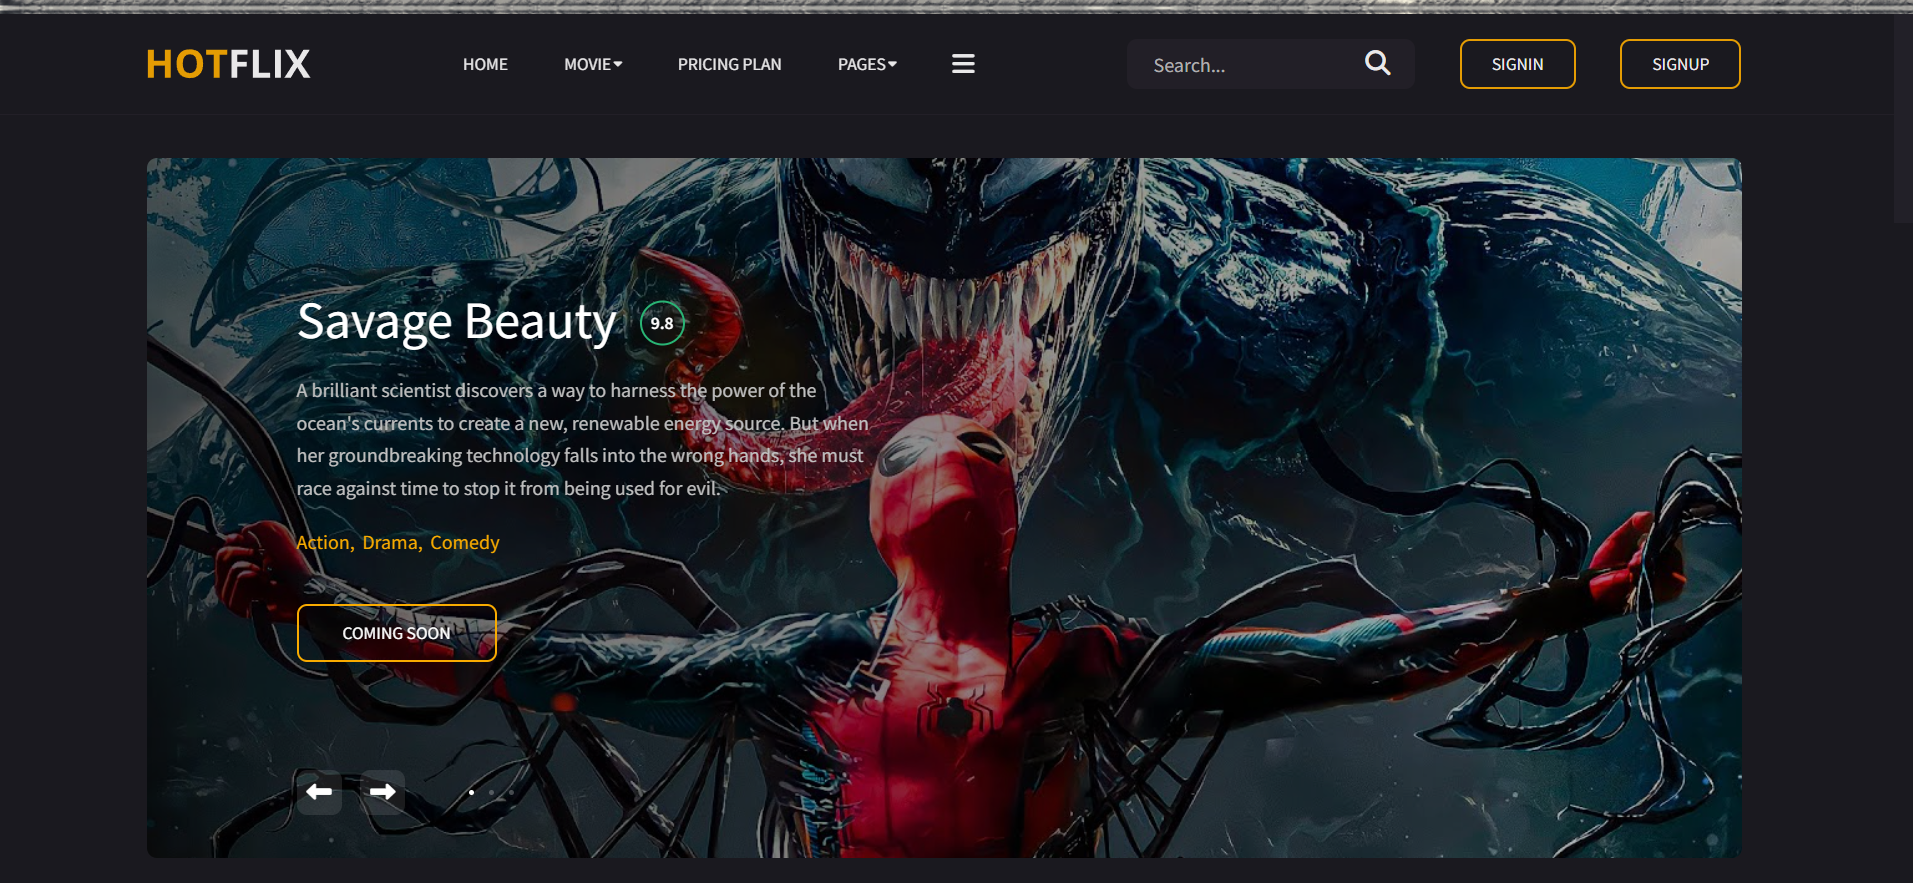 HOTFLIX
HOME
MOVIE
PRICING PLAN
PAGES
Search...
SIGNIN
SIGNUP
Savage Beauty
9.8
A brilliant scientist discovers a way to harness the power of the
ocean's currents to create a new, renewable energy source. But when
her groundbreaking technology falls into the wrong hands, she must
race against time to stop it from being used for evil.
Action, Drama, Comedy
COMING SOON